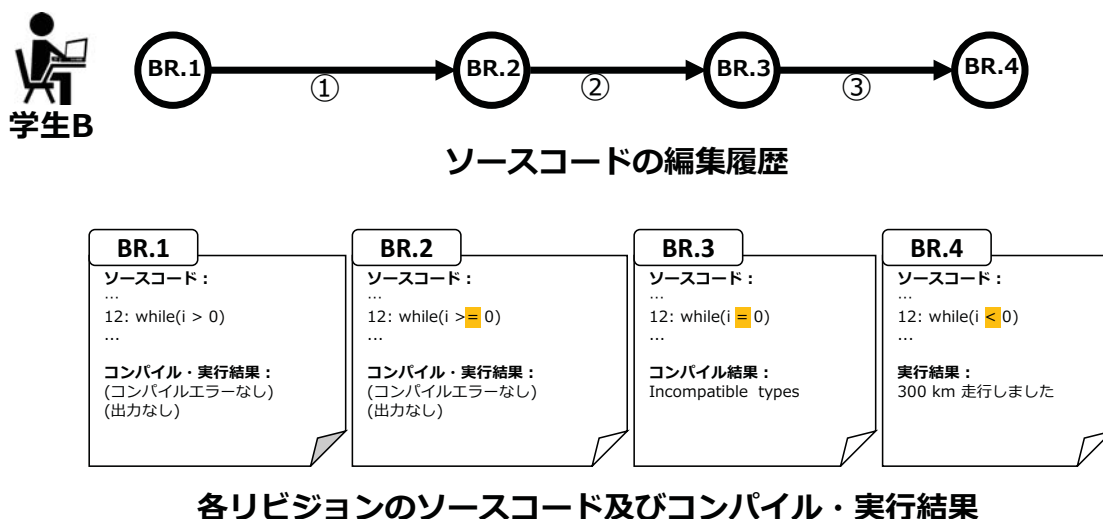 学生B
BR.1
BR.2
BR.3
BR.4
①
②
③
ソースコードの編集履歴
BR.1
ソースコード：
…
12: while(i > 0)
…
コンパイル・実行結果：
(コンパイルエラーなし)
(出力なし)
BR.2
ソースコード：
…
12: while(i >= 0)
…
コンパイル・実行結果：
(コンパイルエラーなし)
(出力なし)
BR.3
ソースコード：
…
12: while(i = 0)
…
コンパイル結果：
Incompatible types
BR.4
ソースコード：
…
12: while(i < 0)
…
実行結果：
300 km 走行しました
各リビジョンのソースコード及びコンパイル・実行結果